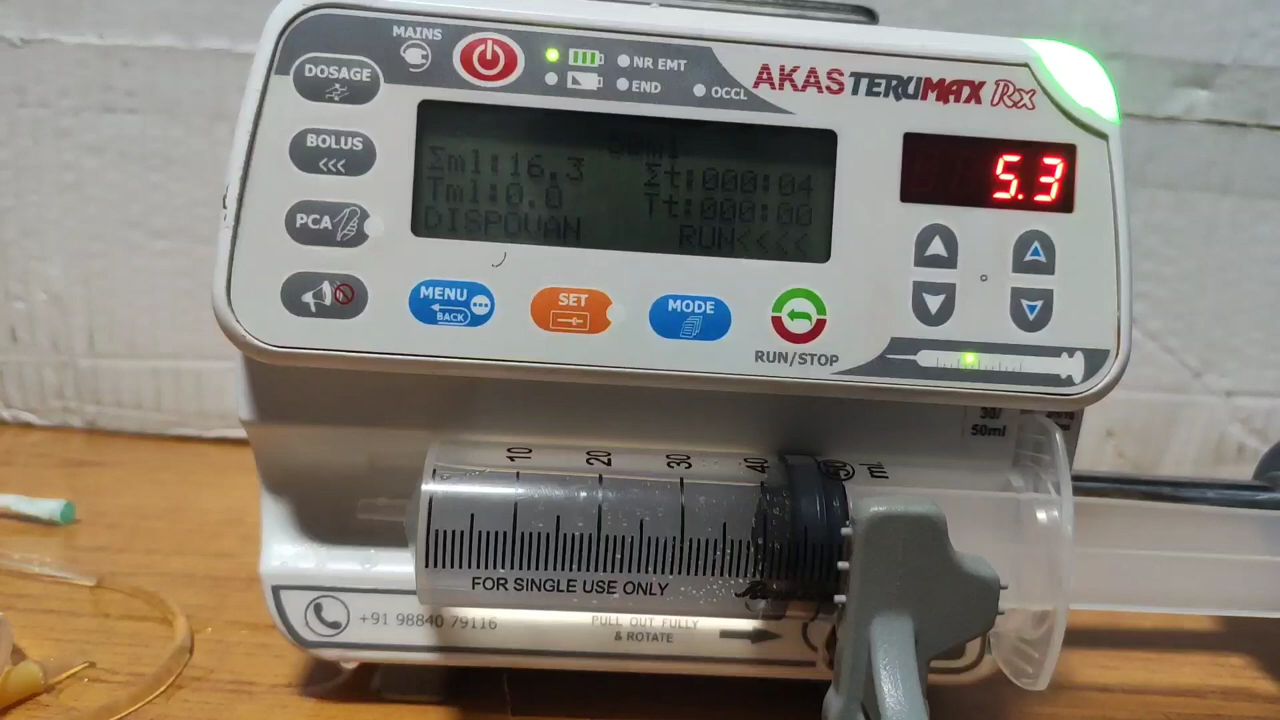 MAINS
DOSAGE
NR EMT
END
OCCL
AKAS TERUMAX Rx
BOLUS
<<<
Σml:16.3 Σt:000:04
Tml:0.0 Tt:000:00
DISPOVAN RUN<<<<
5.3
PCA
MENU
BACK
SET
MODE
RUN/STOP
50ml
10 20 30 40 50 ml
FOR SINGLE USE ONLY
+91 98840 79116
PULL OUT FULLY
& ROTATE